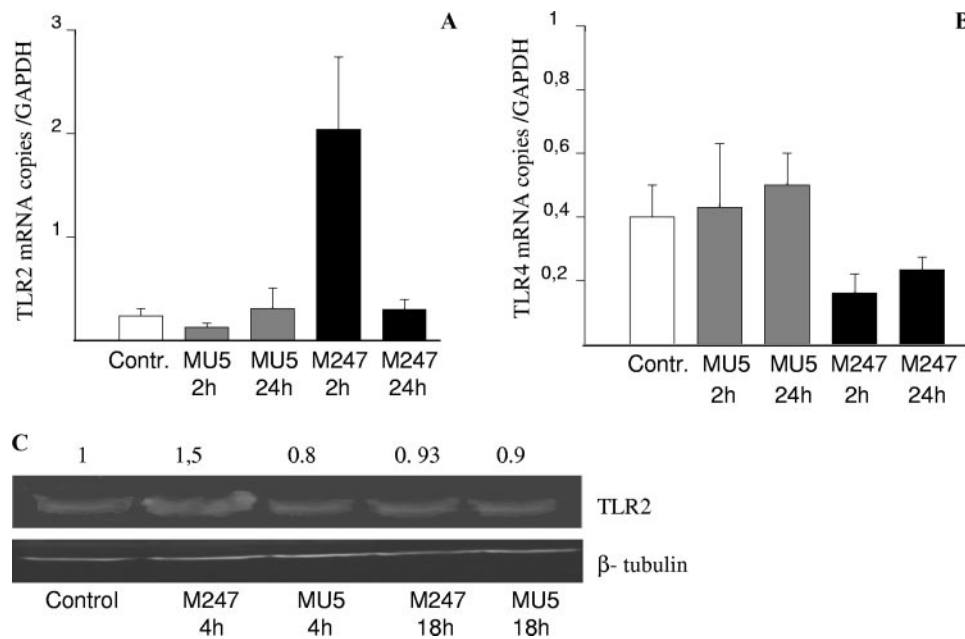 A
TLR2 mRNA copies /GAPDH
3
2
1
Contr. MU5 MU5 M247 M247
2h 24h 2h 24h
B
TLR4 mRNA copies /GAPDH
1
0,8
0,6
0,4
0,2
Contr. MU5 MU5 M247 M247
2h 24h 2h 24h
C
1 1,5 0.8 0. 93 0.9
TLR2
β- tubulin
Control M247 MU5 M247 MU5
4h 4h 18h 18h